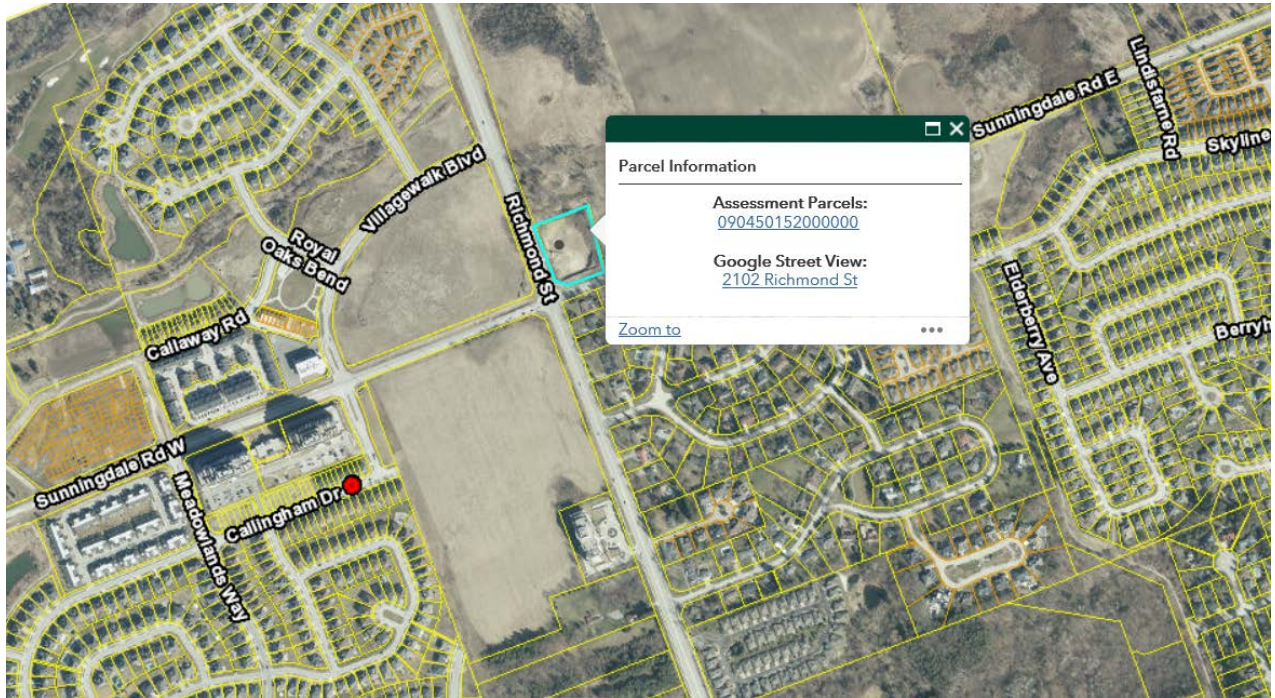 Lindisfarne Rd
Sunningdale Rd E
Skyline
Parcel Information
Assessment Parcels:
090450152000000
Google Street View:
2102 Richmond St
Zoom to
Villagewalk Blvd
Richmond St
Royal
Oaks Bend
Callaway Rd
Elderberry Ave
Berryh
Sunningdale Rd W
Meadowlands Way
Callingham Dr